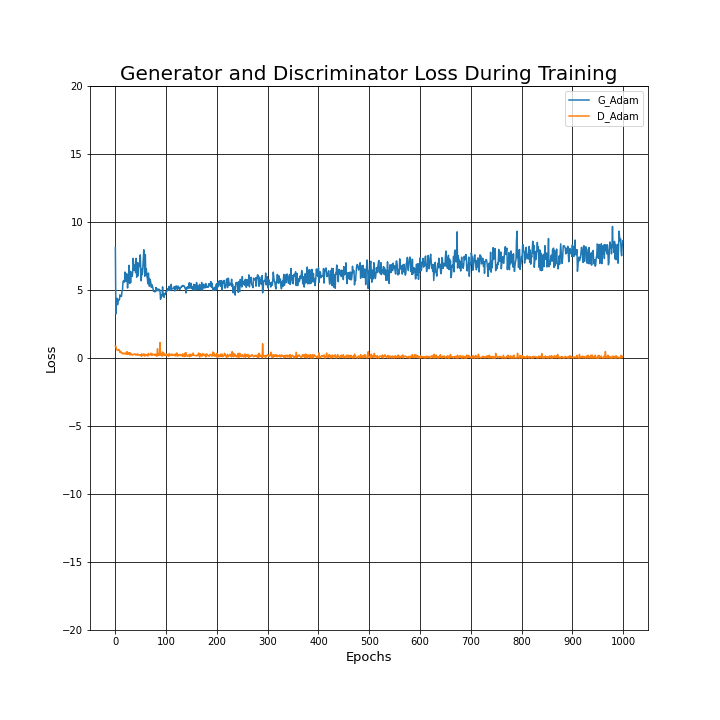 Generator and Discriminator Loss During Training
G_Adam
D_Adam
20
15
10
5
0
−5
−10
−15
−20
Loss
0 100 200 300 400 500 600 700 800 900 1000
Epochs